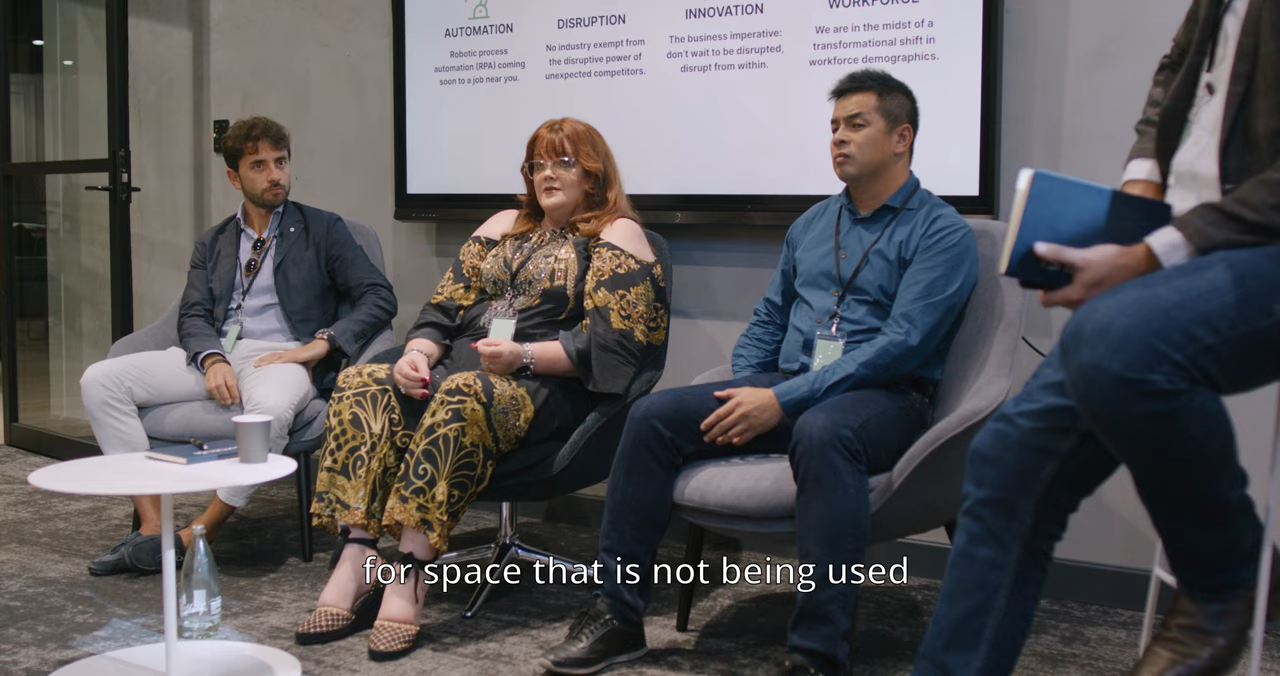 AUTOMATION
Robotic process
automation (RPA) coming
soon to a job near you.
DISRUPTION
No industry exempt from
the disruptive power of
unexpected competitors.
INNOVATION
The business imperative:
don't wait to be disrupted,
disrupt from within.
WORKFORCE
We are in the midst of a
transformational shift in
workforce demographics.
for space that is not being used